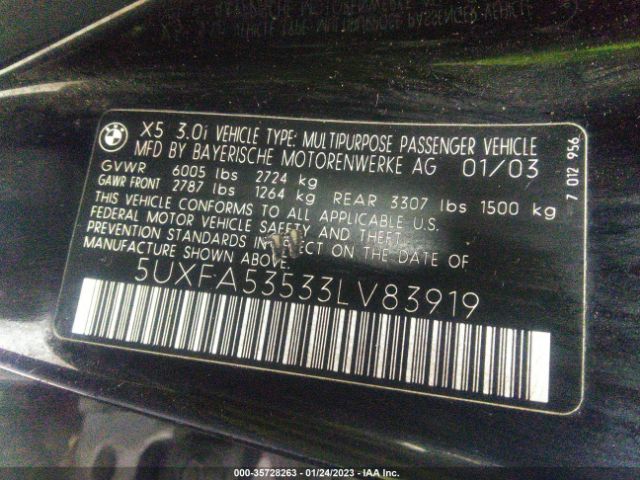 X5 3.0i VEHICLE TYPE: MULTIPURPOSE PASSENGER VEHICLE
MFD BY BAYERISCHE MOTORENWERKE AG 01/03
GVWR 6005 lbs 2724 kg
GAWR FRONT 2787 lbs 1264 kg REAR 3307 lbs 1500 kg
THIS VEHICLE CONFORMS TO ALL APPLICABLE U.S.
FEDERAL MOTOR VEHICLE SAFETY AND THEFT
PREVENTION STANDARDS IN EFFECT ON THE DATE OF
MANUFACTURE SHOWN ABOVE.
5UXFA53533LV83919
7 012 956
000-35728263 - 01/24/2023 - IAA Inc.